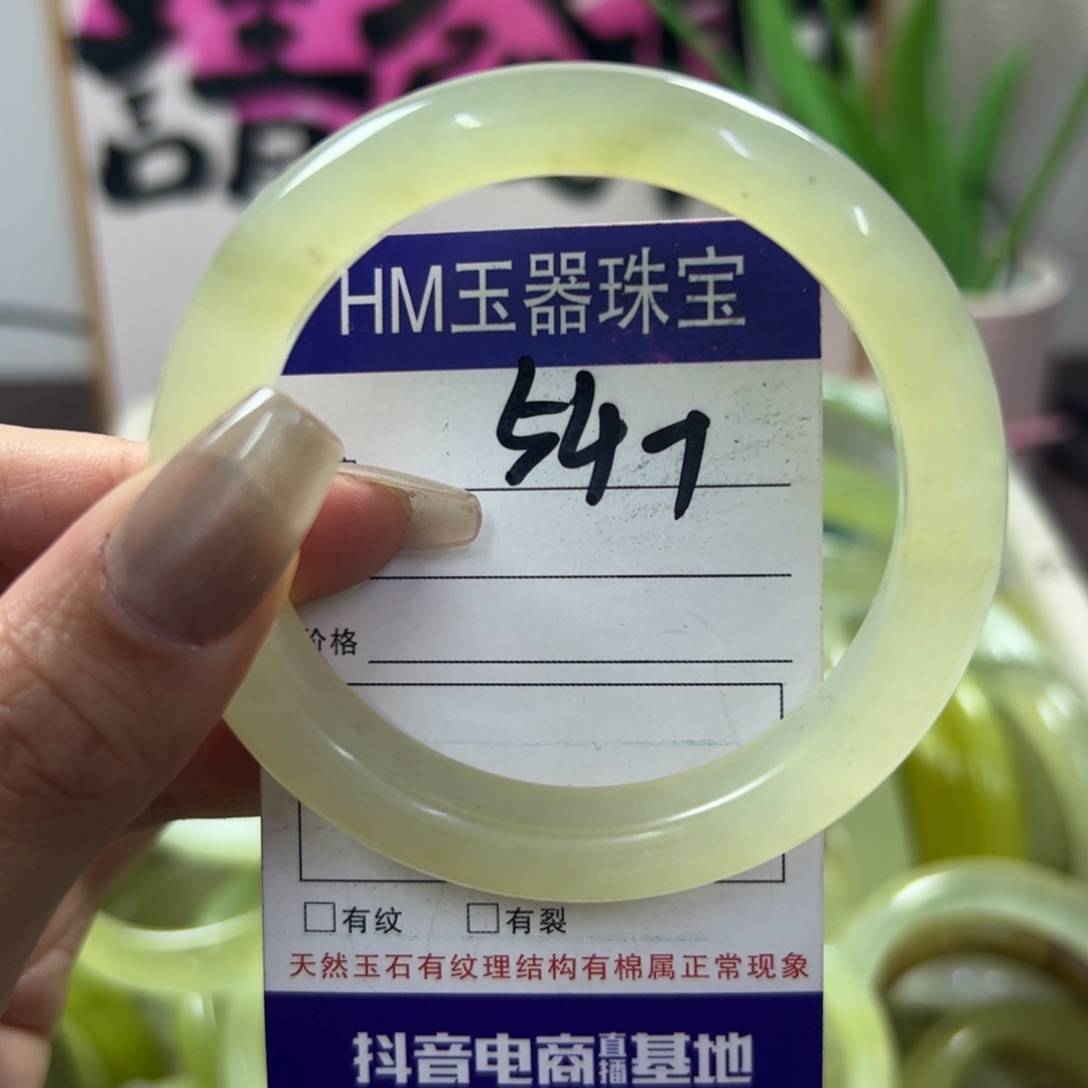 HM玉器珠宝
547
价格
有纹 有裂
天然玉石有纹理结构有棉属正常现象
抖音电商直播基地